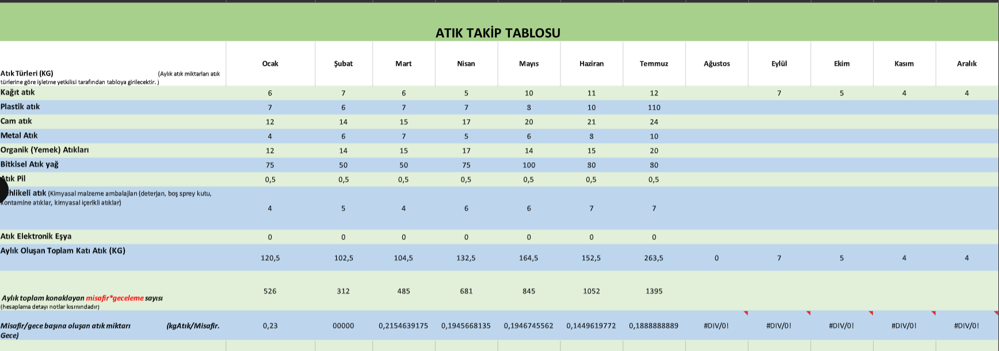 ATIK TAKİP TABLOSU
Ocak Şubat Mart Nisan Mayıs Haziran Temmuz Ağustos Eylül Ekim Kasım Aralık
Atık Türleri (KG) (Aylık atık miktarları atık
türlerine göre işletme yetkilisi tarafından tabloya girilecektir. )
Kağıt atık 6 7 6 5 10 11 12 7 5 4 4
Plastik atık 7 6 7 7 8 10 110
Cam atık 12 14 15 17 20 21 24
Metal Atık 4 6 7 5 6 8 10
Organik (Yemek) Atıkları 12 14 15 17 14 15 20
Bitkisel Atık yağ 75 50 50 75 100 80 80
Atık Pil 0,5 0,5 0,5 0,5 0,5 0,5 0,5
hlikeli atık (Kimyasal malzeme ambalajları (deterjan, boş sprey kutu,
kontamine atıklar, kimyasal içerikli atıklar)
4 5 4 6 6 7 7
Atık Elektronik Eşya 0 0 0 0 0 0 0
Aylık Oluşan Toplam Katı Atık (KG)
120,5 102,5 104,5 132,5 164,5 152,5 263,5 0 7 5 4 4
526 312 485 681 845 1052 1395
Aylık toplam konaklayan misafir*geceleme sayısı
(hesaplama detayı notlar kısmındadır)
Misafir/gece başına oluşan atık miktarı (kgAtık/Misafir. 0,23 00000 0,2154639175 0,1945668135 0,1946745562 0,1449619772 0,1888888889 #DIV/0! #DIV/0! #DIV/0! #DIV/0! #DIV/0!
Gece)